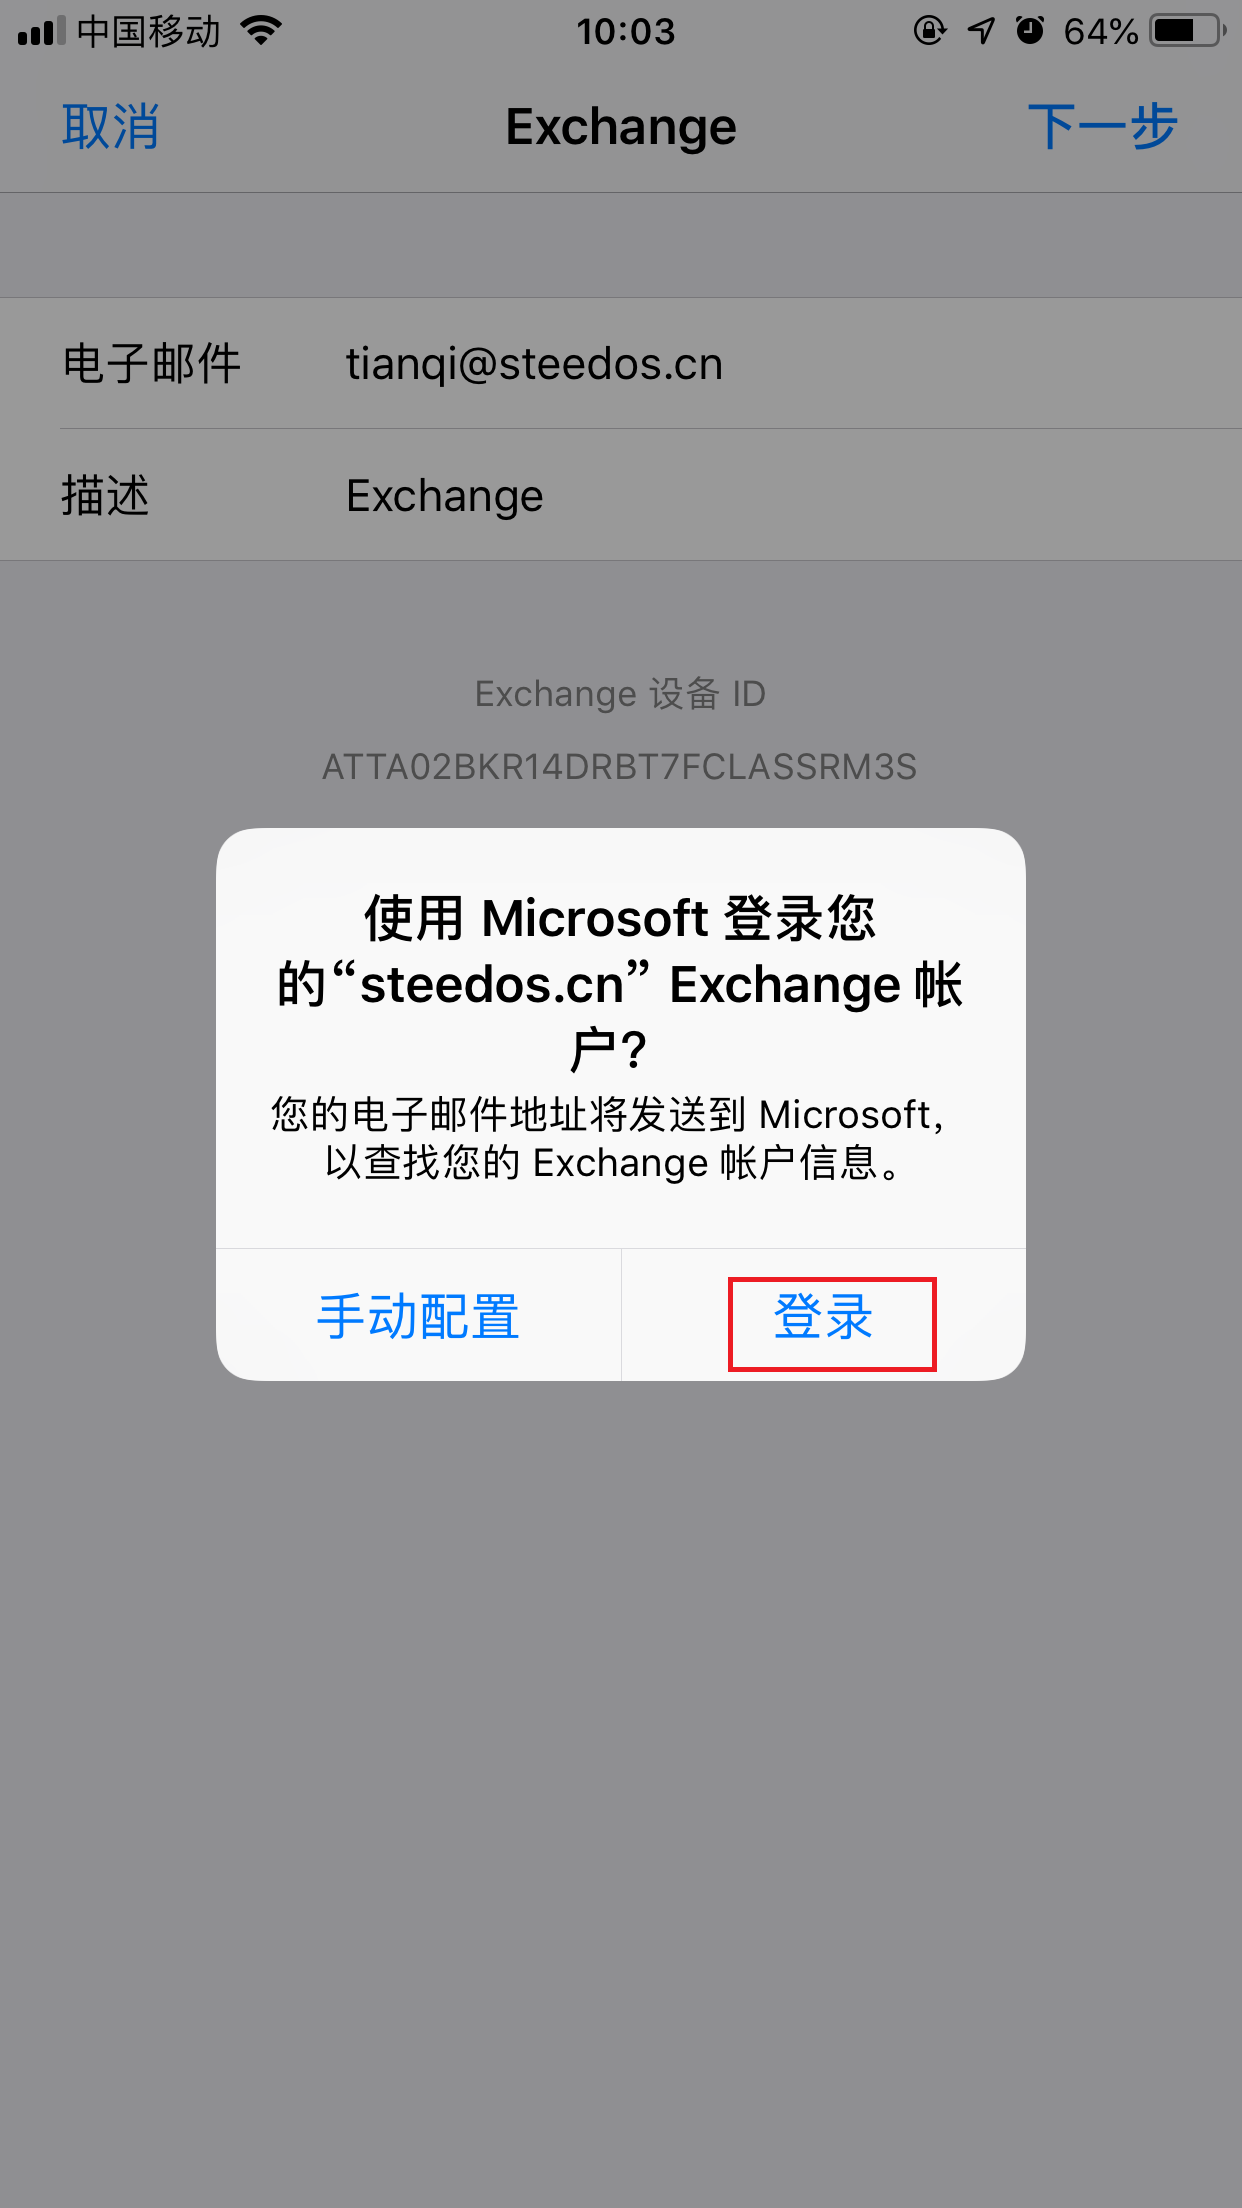 中国移动 10:03 64%
取消 Exchange 下一步
电子邮件 tianqi@steedos.cn
描述 Exchange
Exchange 设备 ID
ATTA02BKR14DRBT7FCLASSRM3S
使用 Microsoft 登录您
的“steedos.cn” Exchange 帐
户?
您的电子邮件地址将发送到 Microsoft,
以查找您的 Exchange 帐户信息。
手动配置 登录